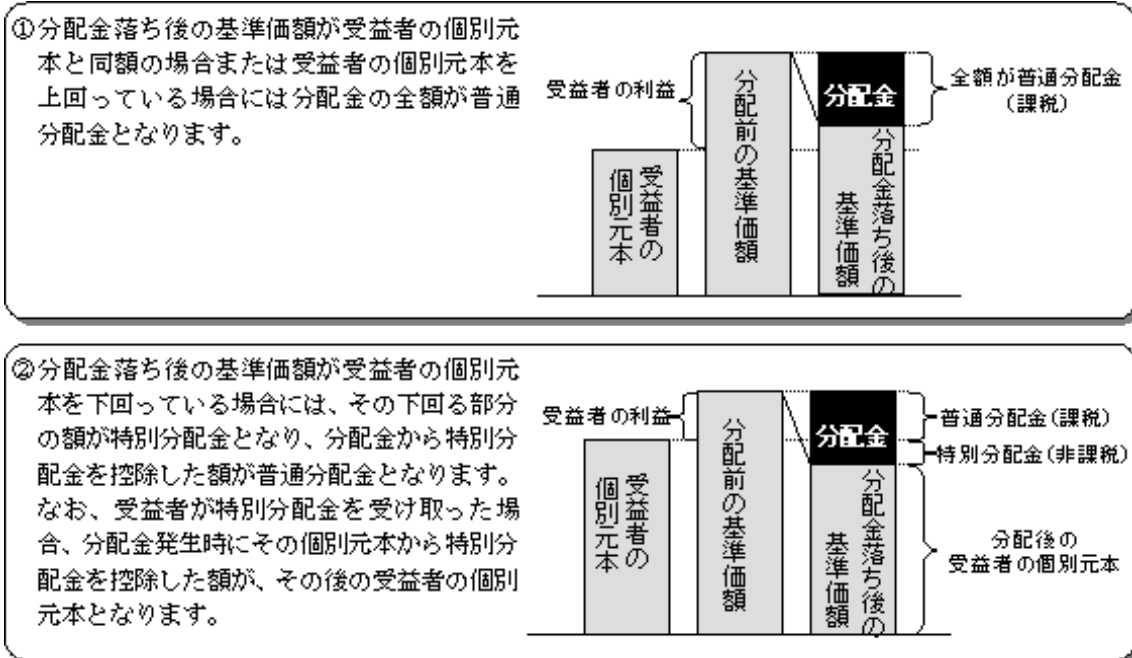 ①分配金落ち後の基準価額が受益者の個別元
本と同額の場合または受益者の個別元本を
上回っている場合には分配金の全額が普通
分配金となります。
受益者の利益
受益者の
個別元本
分配前の基準価額
分配金
分配金落ち後の
基準価額
全額が普通分配金
(課税)
②分配金落ち後の基準価額が受益者の個別元
本を下回っている場合には、その下回る部分
の額が特別分配金となり、分配金から特別分
配金を控除した額が普通分配金となります。
なお、受益者が特別分配金を受け取った場
合、分配金発生時にその個別元本から特別分
配金を控除した額が、その後の受益者の個別
元本となります。
受益者の利益
受益者の
個別元本
分配前の基準価額
分配金
分配金落ち後の
基準価額
普通分配金(課税)
特別分配金(非課税)
分配後の
受益者の個別元本